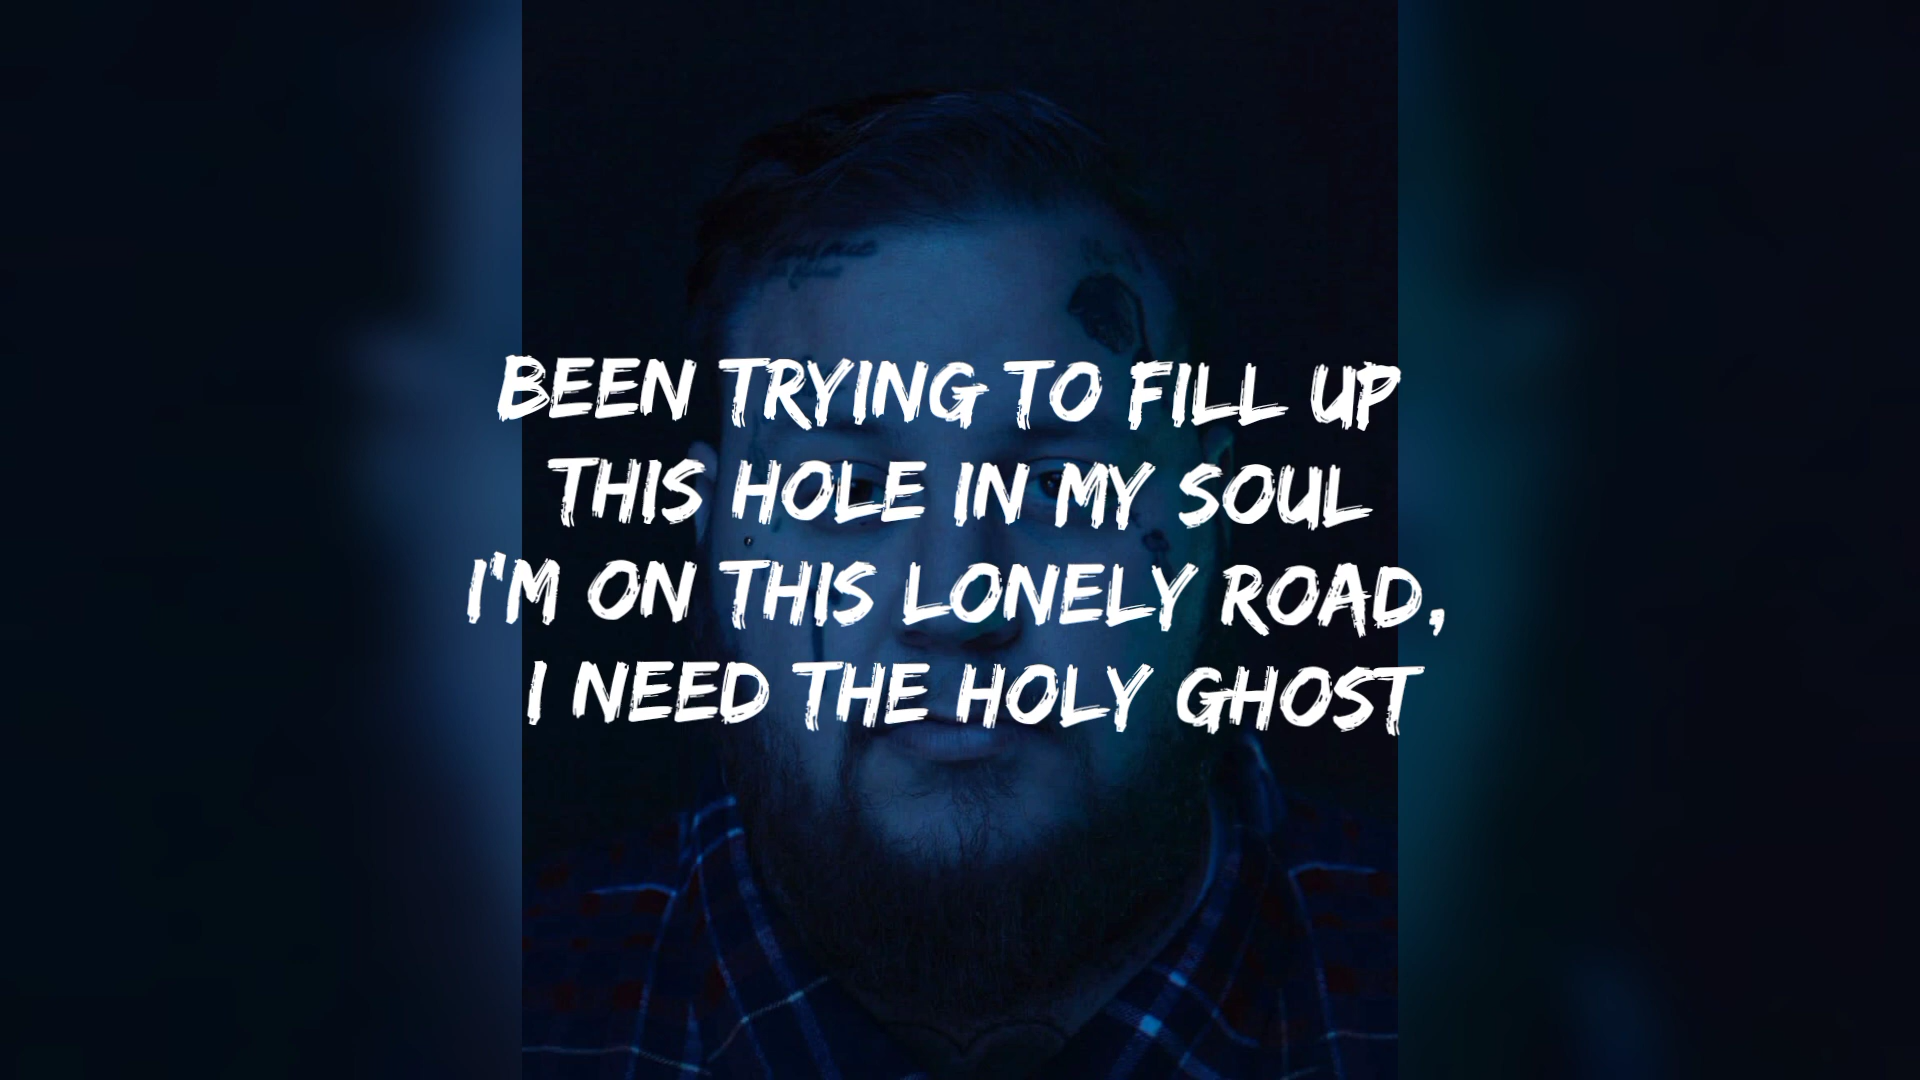 BEEN TRYING TO FILL UP
THIS HOLE IN MY SOUL
I'M ON THIS LONELY ROAD,
I NEED THE HOLY GHOST